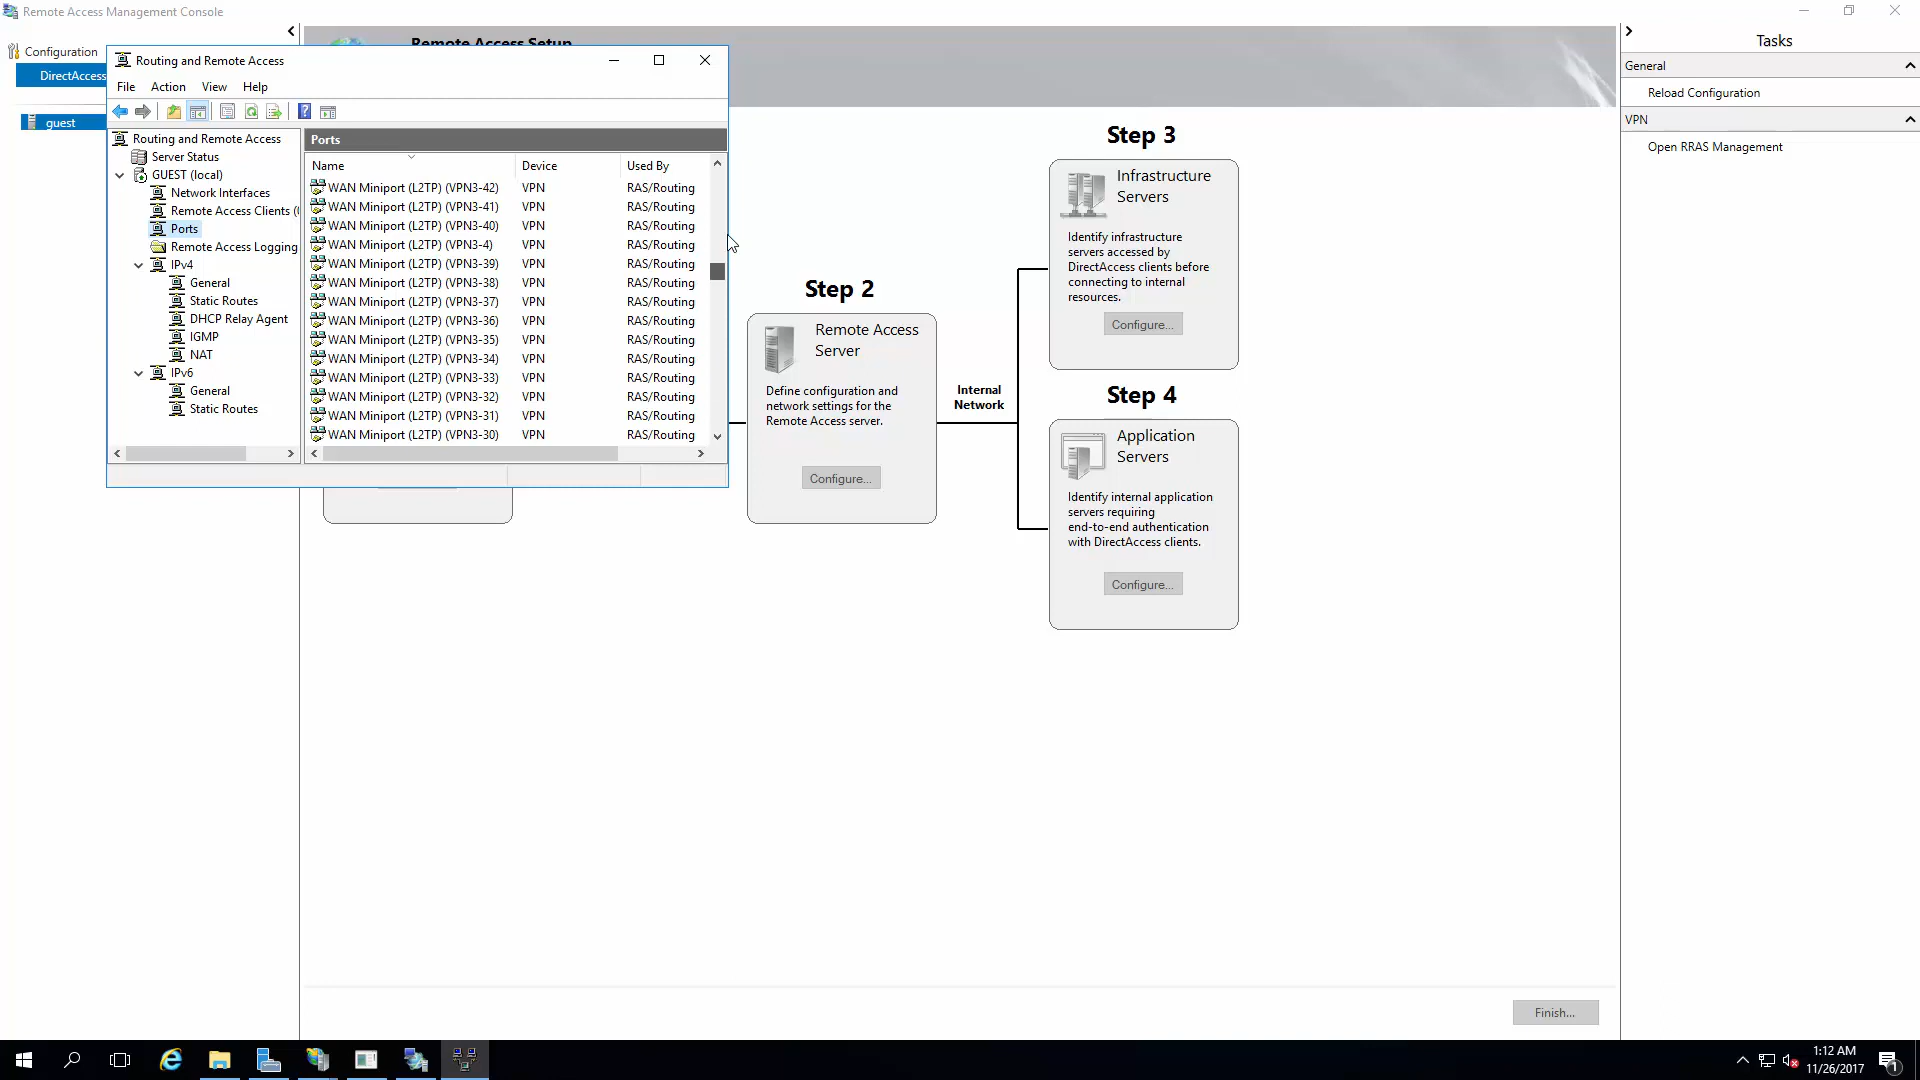 Remote Access Management Console
Configuration
DirectAccess
guest
Remote Access Setup
Routing and Remote Access
File
Action
View
Help
Routing and Remote Access
Server Status
GUEST (local)
Network Interfaces
Remote Access Clients (
Ports
Remote Access Logging
IPv4
General
Static Routes
DHCP Relay Agent
IGMP
NAT
IPv6
General
Static Routes
Ports
Name Device Used By
WAN Miniport (L2TP) (VPN3-42) VPN RAS/Routing
WAN Miniport (L2TP) (VPN3-41) VPN RAS/Routing
WAN Miniport (L2TP) (VPN3-40) VPN RAS/Routing
WAN Miniport (L2TP) (VPN3-4) VPN RAS/Routing
WAN Miniport (L2TP) (VPN3-39) VPN RAS/Routing
WAN Miniport (L2TP) (VPN3-38) VPN RAS/Routing
WAN Miniport (L2TP) (VPN3-37) VPN RAS/Routing
WAN Miniport (L2TP) (VPN3-36) VPN RAS/Routing
WAN Miniport (L2TP) (VPN3-35) VPN RAS/Routing
WAN Miniport (L2TP) (VPN3-34) VPN RAS/Routing
WAN Miniport (L2TP) (VPN3-33) VPN RAS/Routing
WAN Miniport (L2TP) (VPN3-32) VPN RAS/Routing
WAN Miniport (L2TP) (VPN3-31) VPN RAS/Routing
WAN Miniport (L2TP) (VPN3-30) VPN RAS/Routing
Step 2
Remote Access
Server
Define configuration and
network settings for the
Remote Access server.
Configure...
Internal
Network
Step 3
Infrastructure
Servers
Identify infrastructure
servers accessed by
DirectAccess clients before
connecting to internal
resources.
Configure...
Step 4
Application
Servers
Identify internal application
servers requiring
end-to-end authentication
with DirectAccess clients.
Configure...
Finish...
Tasks
General
Reload Configuration
VPN
Open RRAS Management
1:12 AM
11/26/2017
1